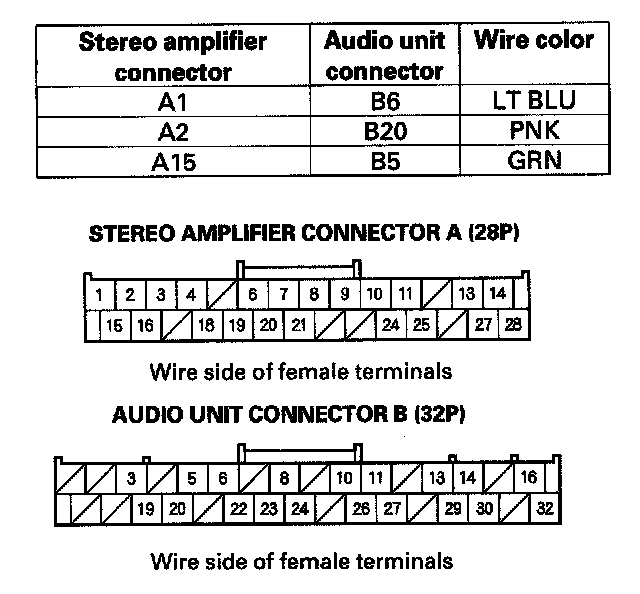 Stereo amplifier connector Audio unit connector Wire color
A1 B6 LT BLU
A2 B20 PNK
A15 B5 GRN
STEREO AMPLIFIER CONNECTOR A (28P)
1 2 3 4 6 7 8 9 10 11 13 14
15 16 18 19 20 21 24 25 27 28
Wire side of female terminals
AUDIO UNIT CONNECTOR B (32P)
3 5 6 8 10 11 13 14 16
19 20 22 23 24 26 27 29 30 32
Wire side of female terminals